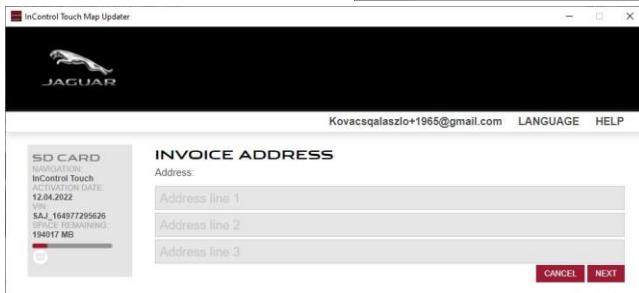 InControl Touch Map Updater
JAGUAR
Kovacsqalaszlo+1965@gmail.com LANGUAGE HELP
SD CARD
NAVIGATION:
InControl Touch
ACTIVATION DATE:
12.04.2022
VIN:
SAJ_164977295626
SPACE REMAINING:
194017 MB
INVOICE ADDRESS
Address:
Address line 1
Address line 2
Address line 3
CANCEL NEXT